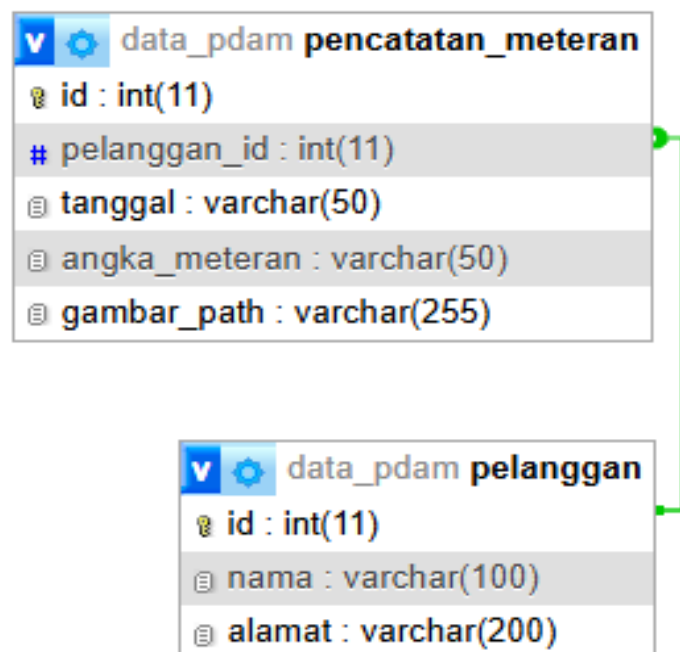 v data_pdam pencatatan_meteran
id : int(11)
# pelanggan_id : int(11)
tanggal : varchar(50)
angka_meteran : varchar(50)
gambar_path : varchar(255)
v data_pdam pelanggan
id : int(11)
nama : varchar(100)
alamat : varchar(200)